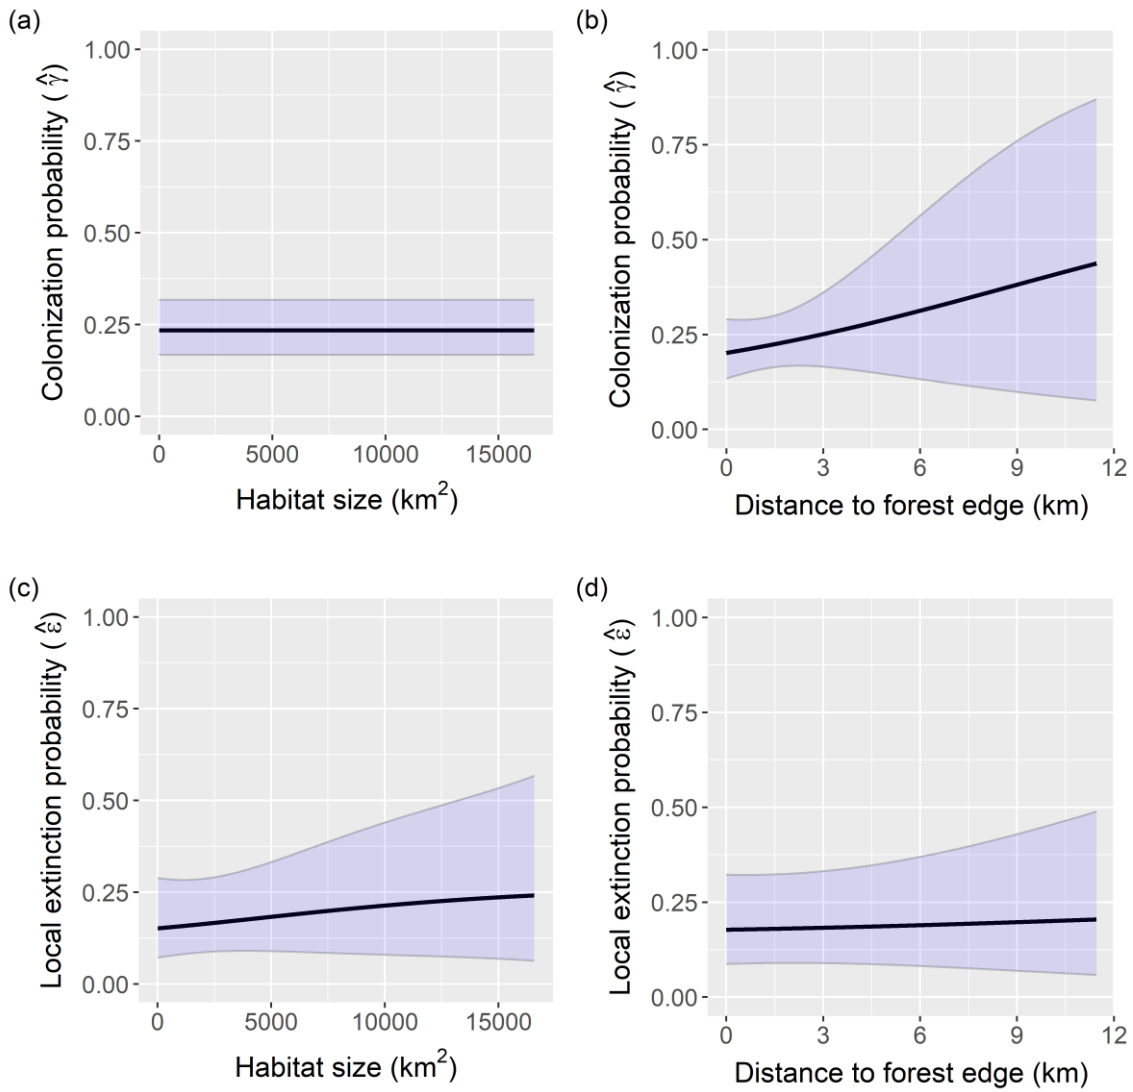 (a)
Colonization probability ( γ̂ )
1.00
0.75
0.50
0.25
0.00
0 5000 10000 15000
Habitat size (km²)
(b)
Colonization probability ( γ̂ )
1.00
0.75
0.50
0.25
0.00
0 3 6 9 12
Distance to forest edge (km)
(c)
Local extinction probability ( ε̂ )
1.00
0.75
0.50
0.25
0.00
0 5000 10000 15000
Habitat size (km²)
(d)
Local extinction probability ( ε̂ )
1.00
0.75
0.50
0.25
0.00
0 3 6 9 12
Distance to forest edge (km)